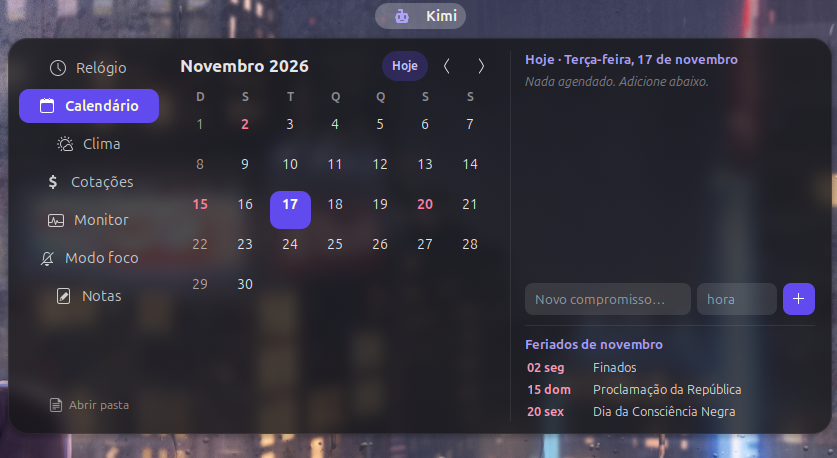 Kimi
Relógio
Calendário
Clima
$ Cotações
Monitor
Modo foco
Notas
Abrir pasta
Novembro 2026
Hoje
D S T Q Q S S
1 2 3 4 5 6 7
8 9 10 11 12 13 14
15 16 17 18 19 20 21
22 23 24 25 26 27 28
29 30
Hoje · Terça-feira, 17 de novembro
Nada agendado. Adicione abaixo.
Novo compromisso... hora +
Feriados de novembro
02 seg Finados
15 dom Proclamação da República
20 sex Dia da Consciência Negra